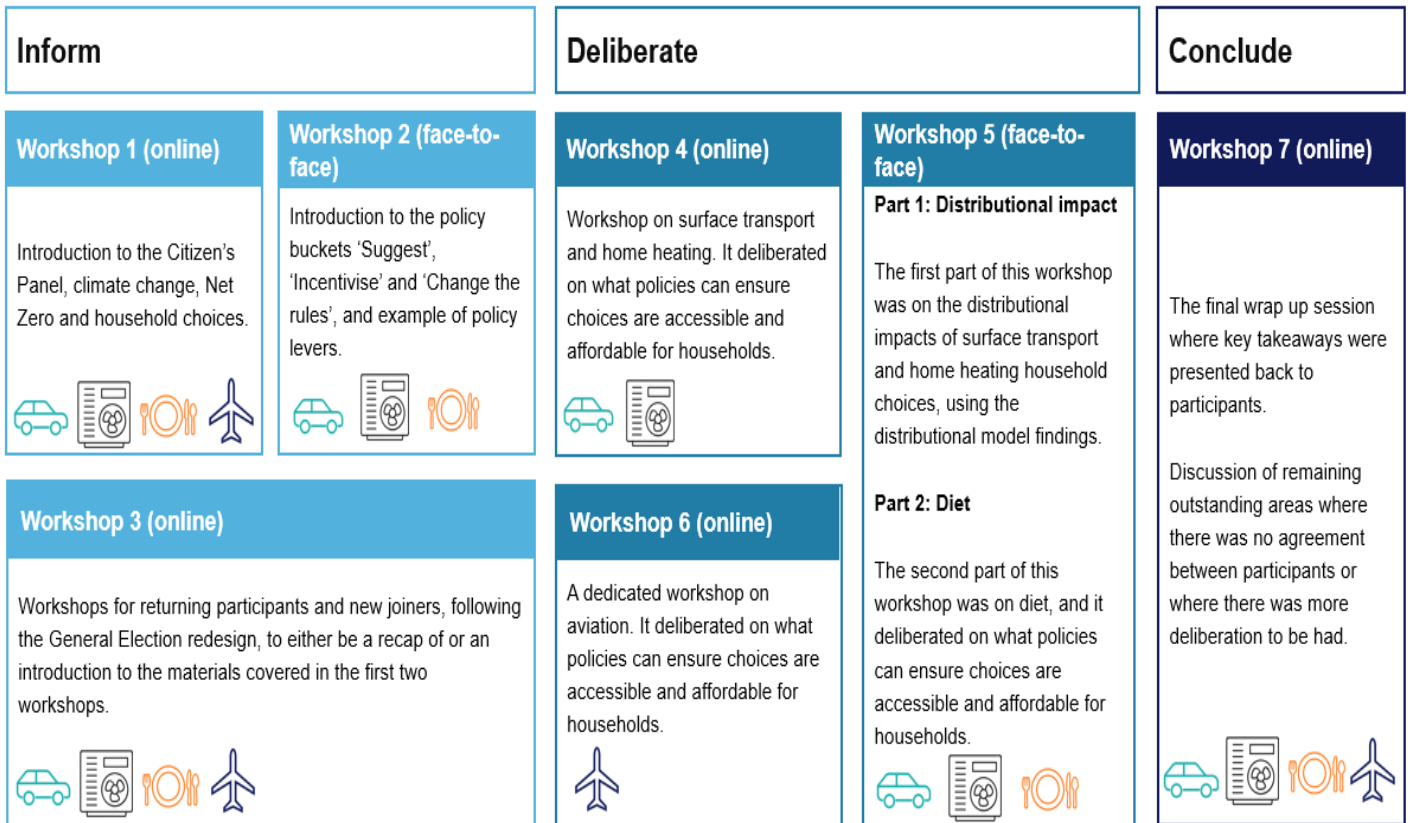 Inform
Deliberate
Conclude
Workshop 1 (online)
Introduction to the Citizen’s
Panel, climate change, Net
Zero and household choices.
Workshop 2 (face-to-
face)
Introduction to the policy
buckets ‘Suggest’,
‘Incentivise’ and ‘Change the
rules’, and example of policy
levers.
Workshop 3 (online)
Workshops for returning participants and new joiners, following
the General Election redesign, to either be a recap of or an
introduction to the materials covered in the first two
workshops.
Workshop 4 (online)
Workshop on surface transport
and home heating. It deliberated
on what policies can ensure
choices are accessible and
affordable for households.
Workshop 5 (face-to-
face)
Part 1: Distributional impact
The first part of this workshop
was on the distributional
impacts of surface transport
and home heating household
choices, using the
distributional model findings.
Part 2: Diet
The second part of this
workshop was on diet, and it
deliberated on what policies
can ensure choices are
accessible and affordable for
households.
Workshop 6 (online)
A dedicated workshop on
aviation. It deliberated on what
policies can ensure choices are
accessible and affordable for
households.
Workshop 7 (online)
The final wrap up session
where key takeaways were
presented back to
participants.
Discussion of remaining
outstanding areas where
there was no agreement
between participants or
where there was more
deliberation to be had.